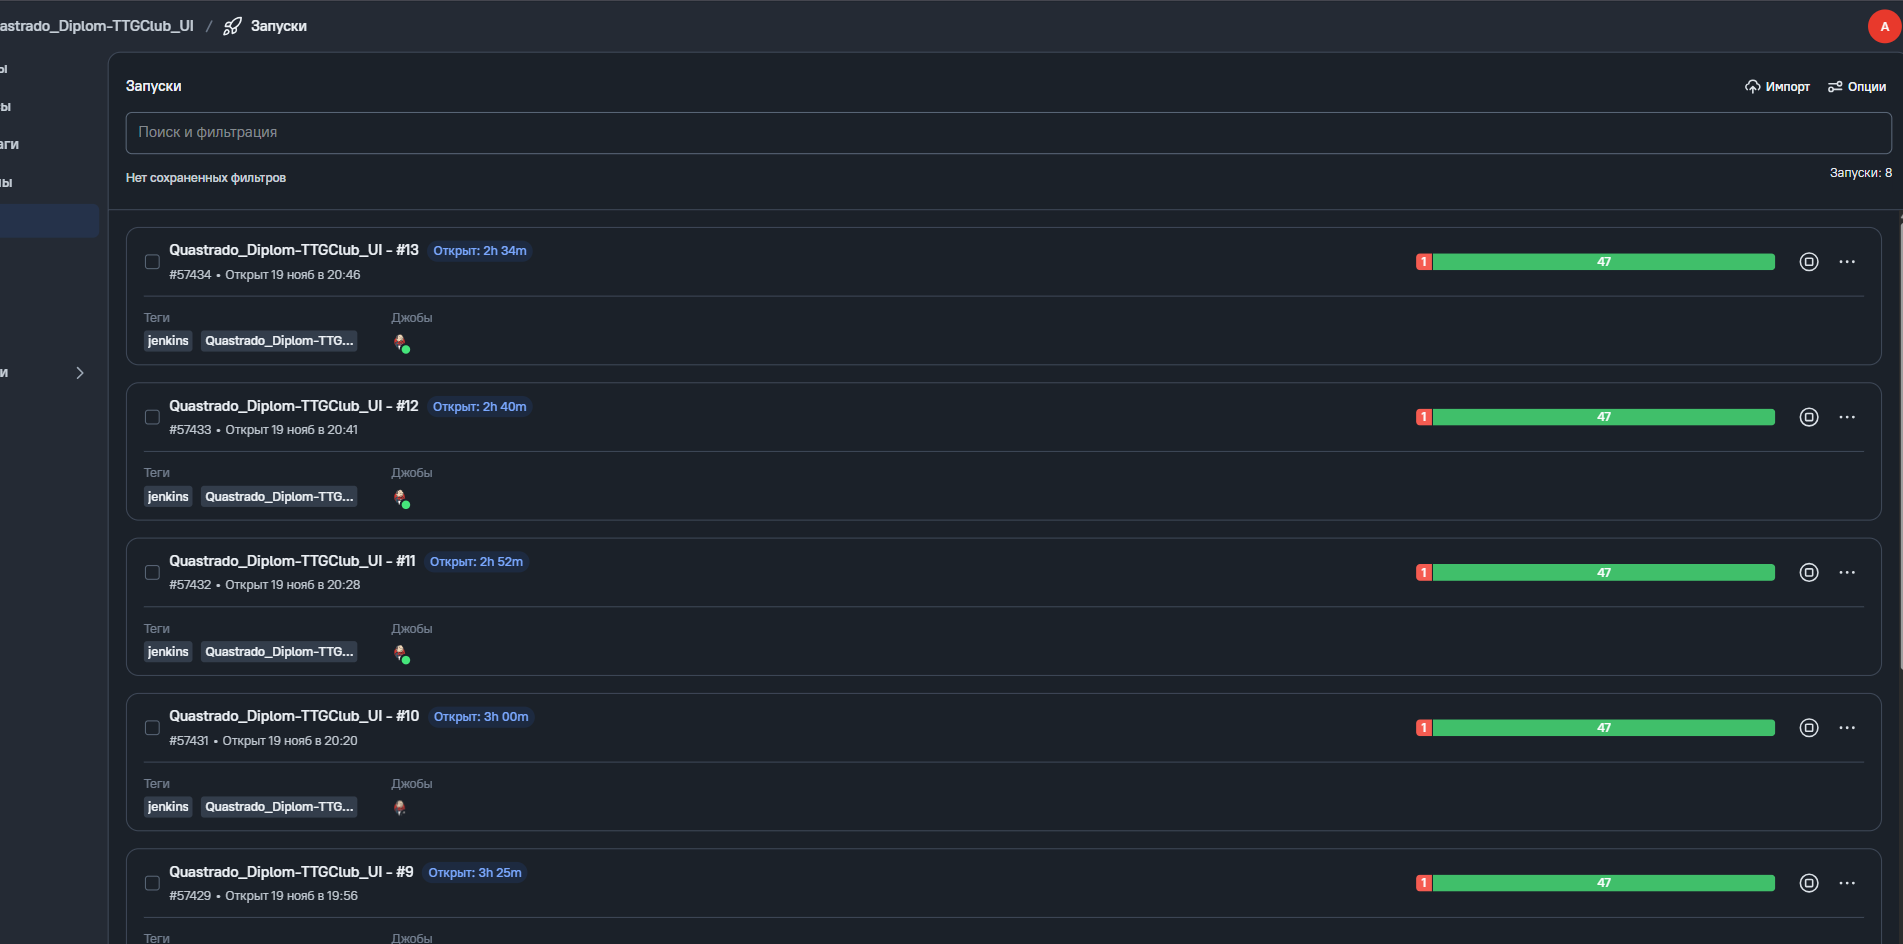 astrado_Diplom-TTGClub_UI / Запуски
A
ы
ы
аги
ны
и
Запуски
Импорт
Опции
Поиск и фильтрация
Нет сохраненных фильтров
Запуски: 8
Quastrado_Diplom-TTGClub_UI - #13 Открыт: 2h 34m
#57434 • Открыт 19 нояб в 20:46
1 47
Теги Джобы
jenkins Quastrado_Diplom-TTG...
Quastrado_Diplom-TTGClub_UI - #12 Открыт: 2h 40m
#57433 • Открыт 19 нояб в 20:41
1 47
Теги Джобы
jenkins Quastrado_Diplom-TTG...
Quastrado_Diplom-TTGClub_UI - #11 Открыт: 2h 52m
#57432 • Открыт 19 нояб в 20:28
1 47
Теги Джобы
jenkins Quastrado_Diplom-TTG...
Quastrado_Diplom-TTGClub_UI - #10 Открыт: 3h 00m
#57431 • Открыт 19 нояб в 20:20
1 47
Теги Джобы
jenkins Quastrado_Diplom-TTG...
Quastrado_Diplom-TTGClub_UI - #9 Открыт: 3h 25m
#57429 • Открыт 19 нояб в 19:56
1 47
Теги Джобы